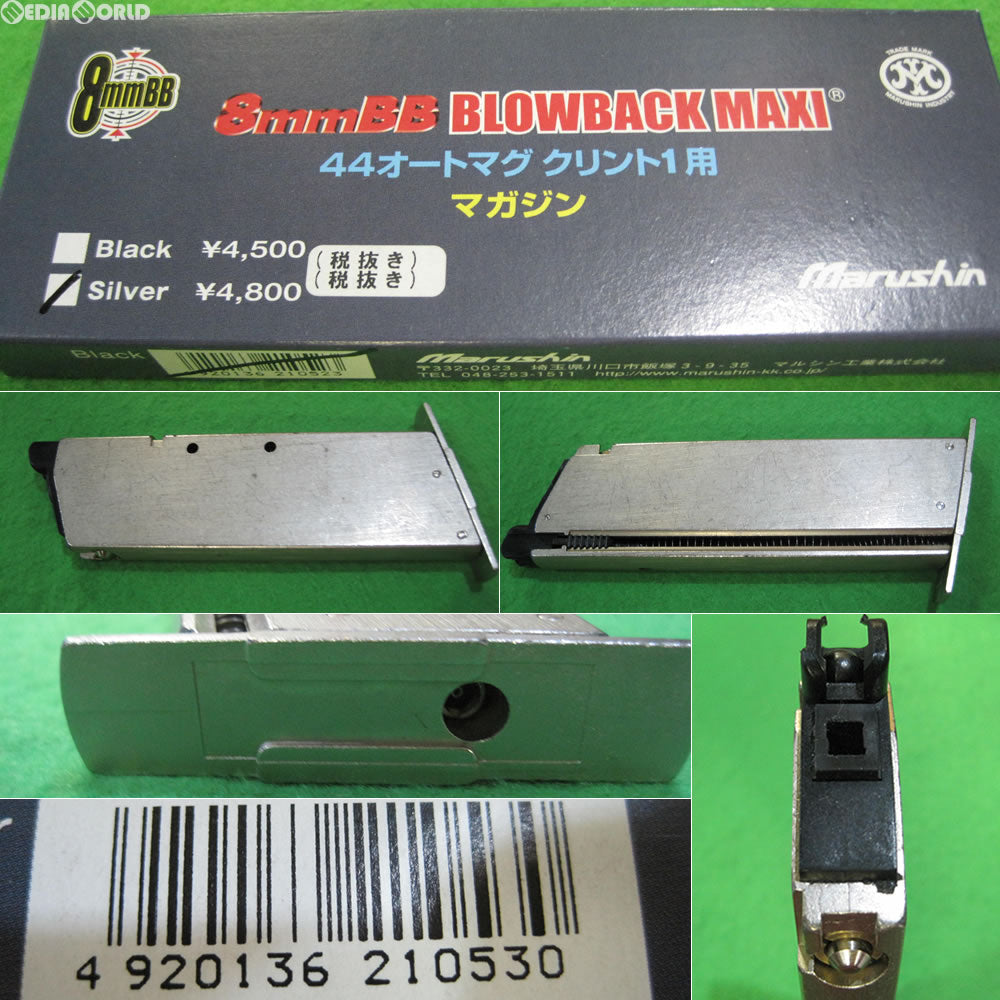 MEDIAWORLD
8mmBB
8mmBB BLOWBACK MAXI®
TRADE MARK
MARUSHIN INDUSTRY
44オートマグ クリント1用
マガジン
Black ¥4,500 (税抜き)
Silver ¥4,800 (税抜き)
Marushin
Black
4920136 210523
Marushin
〒332-0023 埼玉県川口市飯塚3-9-35 マルシン工業株式会社
TEL 048-253-1511 http://www.marushin-kk.co.jp/
4 920136 210530